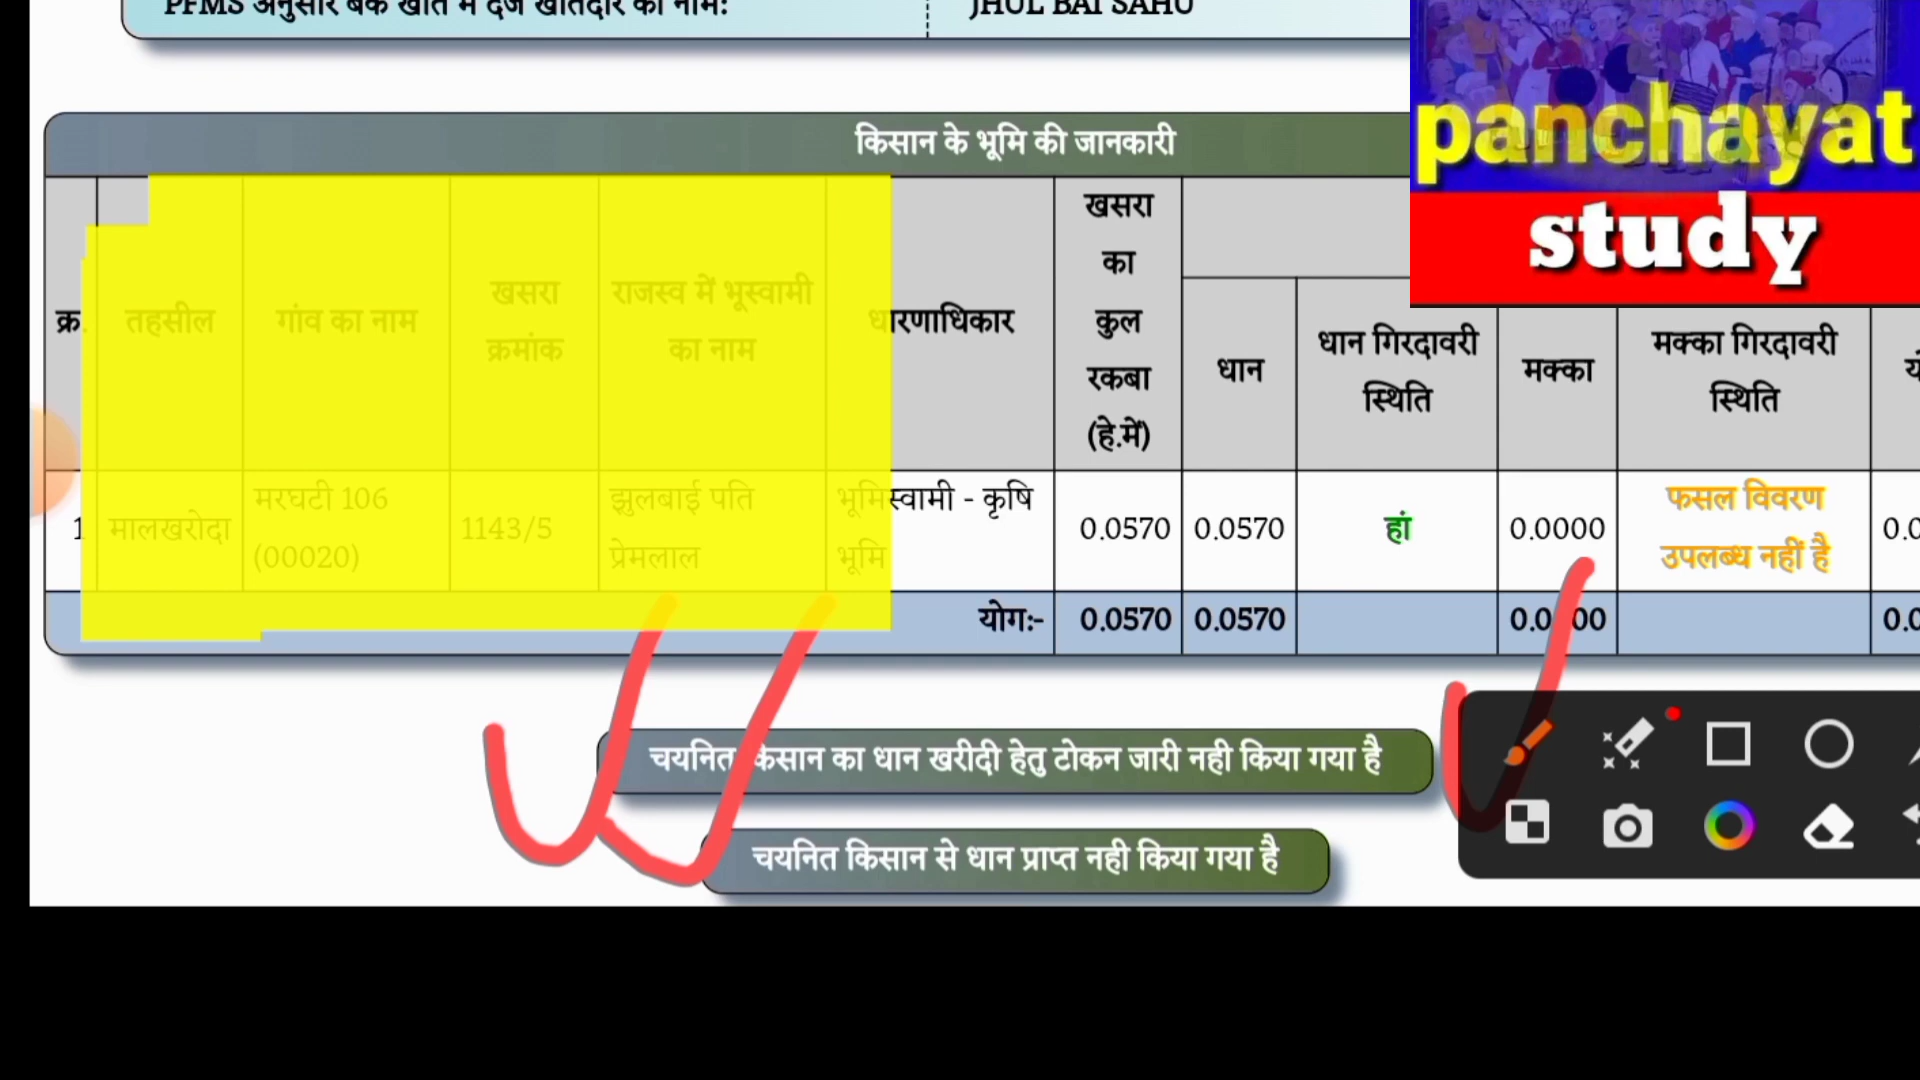 PFMS अनुसार बैंक खाते में दर्ज खातेदार का नाम:
JHUL BAI SAHU
panchayat
study
किसान के भूमि की जानकारी
क्र.
तहसील
गांव का नाम
खसरा
क्रमांक
राजस्व में भूस्वामी
का नाम
धारणाधिकार
खसरा
का
कुल
रकबा
(हे.में)
धान
धान गिरदावरी
स्थिति
मक्का
मक्का गिरदावरी
स्थिति
1
मालखरोदा
मरघटी 106
(00020)
1143/5
झुलबाई पति
प्रेमलाल
भूमिस्वामी - कृषि
भूमि
0.0570
0.0570
हां
0.0000
फसल विवरण
उपलब्ध नहीं है
योगः-
0.0570
0.0570
चयनित किसान का धान खरीदी हेतु टोकन जारी नही किया गया है
चयनित किसान से धान प्राप्त नही किया गया है